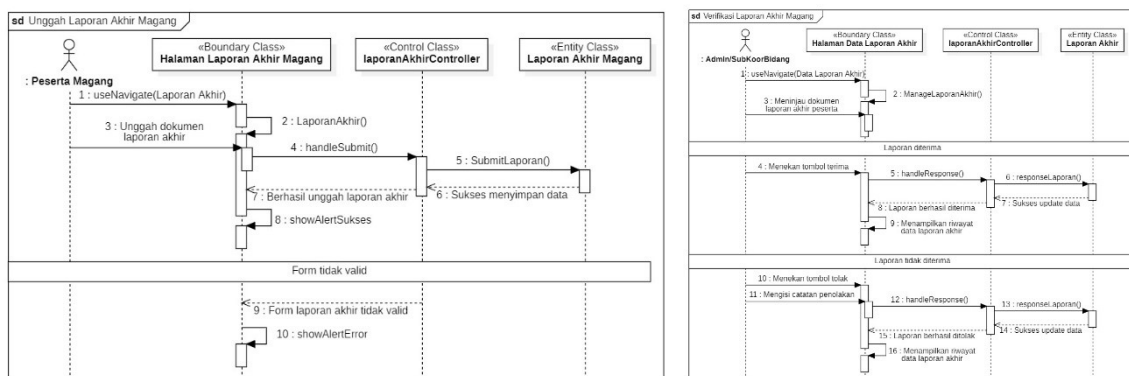 sd Unggah Laporan Akhir Magang
«Boundary Class»
Halaman Laporan Akhir Magang
«Control Class»
laporanAkhirController
«Entity Class»
Laporan Akhir Magang
: Peserta Magang
1 : useNavigate(Laporan Akhir)
2 : LaporanAkhir()
3 : Unggah dokumen
laporan akhir
4 : handleSubmit()
5 : SubmitLaporan()
6 : Sukses menyimpan data
7 : Berhasil unggah laporan akhir
8 : showAlertSukses
Form tidak valid
9 : Form laporan akhir tidak valid
10 : showAlertError
sd Verifikasi Laporan Akhir Magang
«Boundary Class»
Halaman Data Laporan Akhir
«Control Class»
laporanAkhirController
«Entity Class»
Laporan Akhir
: Admin/SubKoorBidang
1 : useNavigate(Data Laporan Akhir)
2 : ManageLaporanAkhir()
3 : Meninjau dokumen
laporan akhir peserta
Laporan diterima
4 : Menekan tombol terima
5 : handleResponse()
6 : responseLaporan()
7 : Sukses update data
8 : Laporan berhasil diterima
9 : Menampilkan riwayat
data laporan akhir
Laporan tidak diterima
10 : Menekan tombol tolak
11 : Mengisi catatan penolakan
12 : handleResponse()
13 : responseLaporan()
14 : Sukses update data
15 : Laporan berhasil ditolak
16 : Menampilkan riwayat
data laporan akhir